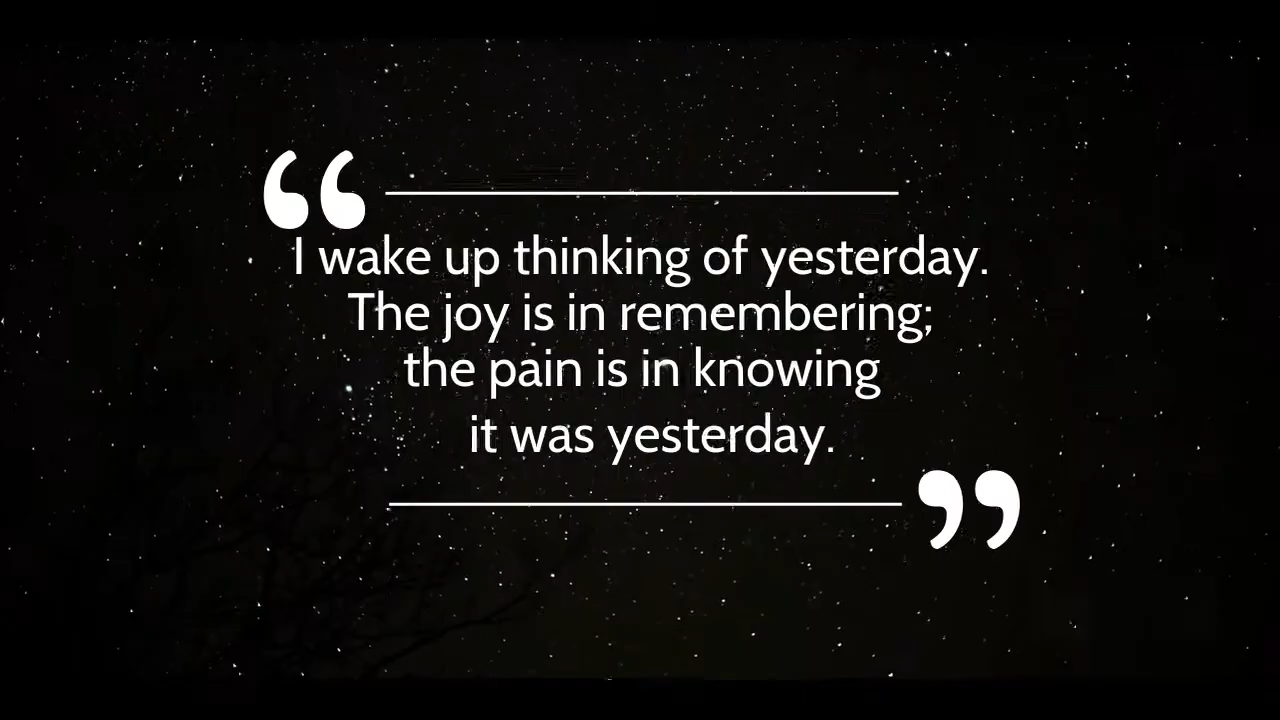 “
I wake up thinking of yesterday.
The joy is in remembering;
the pain is in knowing
it was yesterday.
”